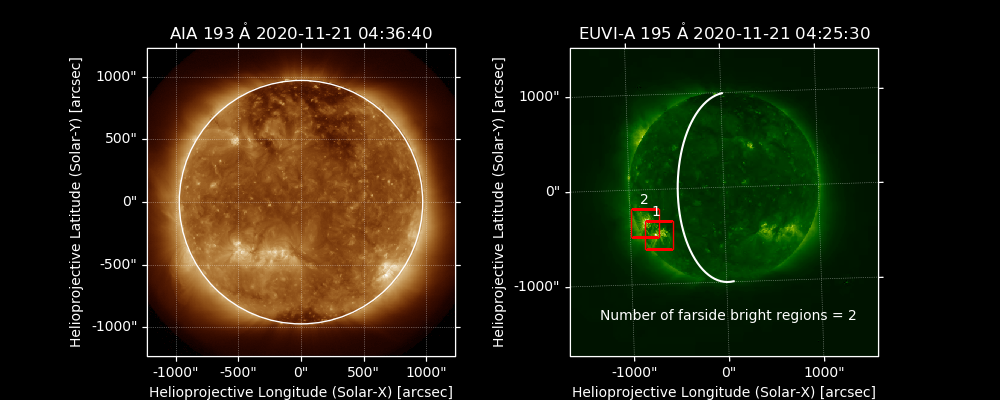 AIA 193 Å 2020-11-21 04:36:40
Helioprojective Latitude (Solar-Y) [arcsec]
1000"
500"
0"
-500"
-1000"
-1000" -500" 0" 500" 1000"
Helioprojective Longitude (Solar-X) [arcsec]
EUVI-A 195 Å 2020-11-21 04:25:30
Helioprojective Latitude (Solar-Y) [arcsec]
1000"
0"
-1000"
2
1
Number of farside bright regions = 2
-1000" 0" 1000"
Helioprojective Longitude (Solar-X) [arcsec]